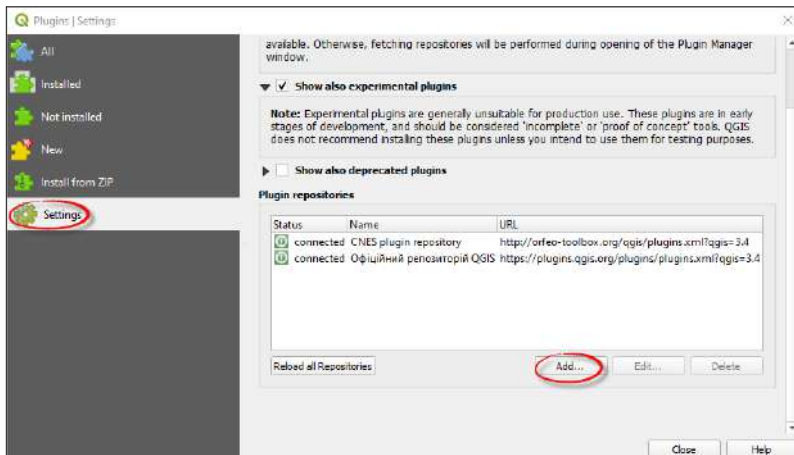 Plugins | Settings
All
Installed
Not installed
New
Install from ZIP
Settings
available. Otherwise, fetching repositories will be performed during opening of the Plugin Manager
window.
Show also experimental plugins
Note: Experimental plugins are generally unsuitable for production use. These plugins are in early
stages of development, and should be considered 'incomplete' or 'proof of concept' tools. QGIS
does not recommend installing these plugins unless you intend to use them for testing purposes.
Show also deprecated plugins
Plugin repositories
Status Name URL
connected CNES plugin repository http://orfeo-toolbox.org/qgis/plugins.xml?qgis=3.4
connected Офіційний репозиторій QGIS https://plugins.qgis.org/plugins/plugins.xml?qgis=3.4
Reload all Repositories Add... Edit... Delete
Close Help